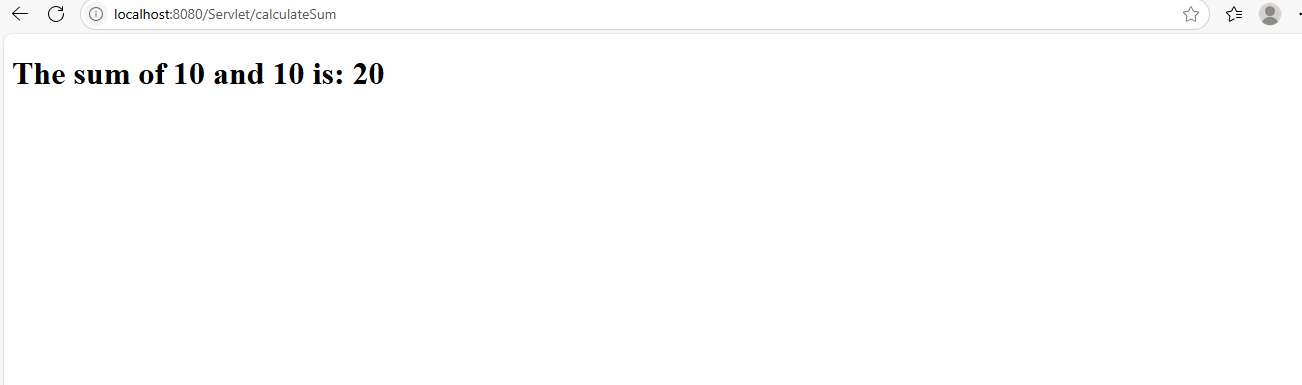 localhost:8080/Servlet/calculateSum
The sum of 10 and 10 is: 20